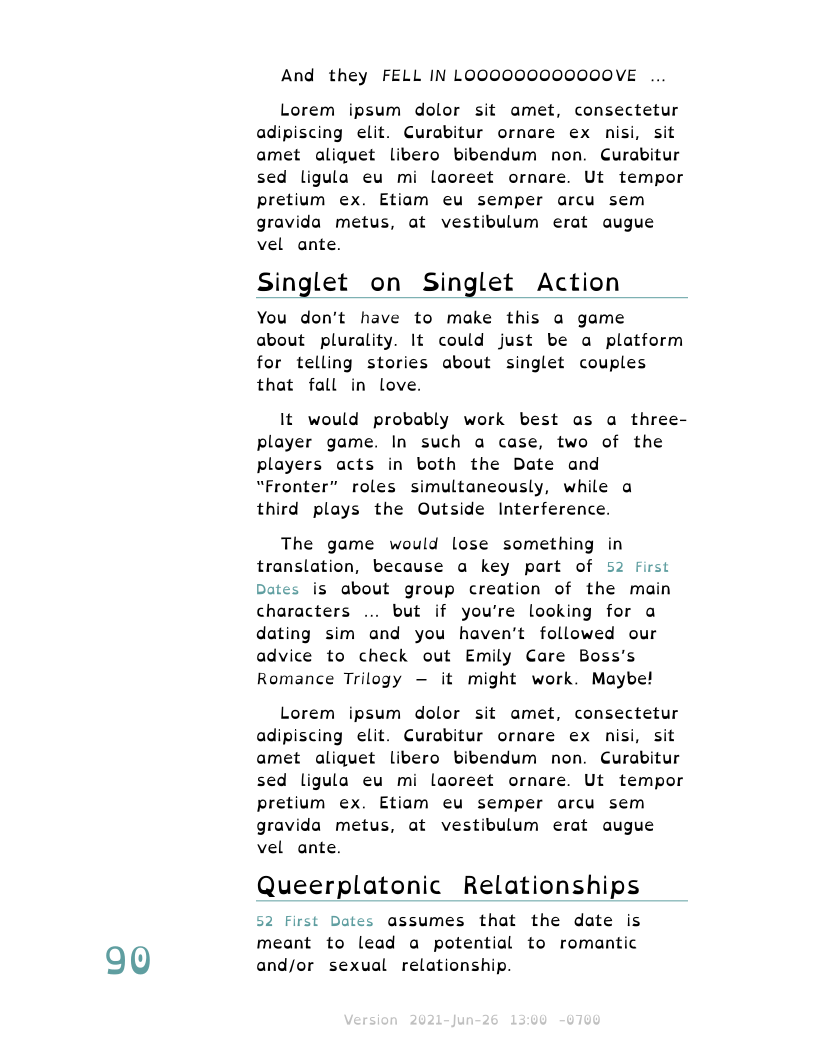 And they FELL IN LOOOOOOOOOOOOVE ...
Lorem ipsum dolor sit amet, consectetur
adipiscing elit. Curabitur ornare ex nisi, sit
amet aliquet libero bibendum non. Curabitur
sed ligula eu mi laoreet ornare. Ut tempor
pretium ex. Etiam eu semper arcu sem
gravida metus, at vestibulum erat augue
vel ante.
Singlet on Singlet Action
You don't have to make this a game
about plurality. It could just be a platform
for telling stories about singlet couples
that fall in love.
It would probably work best as a three-
player game. In such a case, two of the
players acts in both the Date and
“Fronter” roles simultaneously, while a
third plays the Outside Interference.
The game would lose something in
translation, because a key part of 52 First
Dates is about group creation of the main
characters ... but if you're looking for a
dating sim and you haven't followed our
advice to check out Emily Care Boss's
Romance Trilogy – it might work. Maybe!
Lorem ipsum dolor sit amet, consectetur
adipiscing elit. Curabitur ornare ex nisi, sit
amet aliquet libero bibendum non. Curabitur
sed ligula eu mi laoreet ornare. Ut tempor
pretium ex. Etiam eu semper arcu sem
gravida metus, at vestibulum erat augue
vel ante.
Queerplatonic Relationships
52 First Dates assumes that the date is
meant to lead a potential to romantic
and/or sexual relationship.
90
Version 2021-Jun-26 13:00 -0700